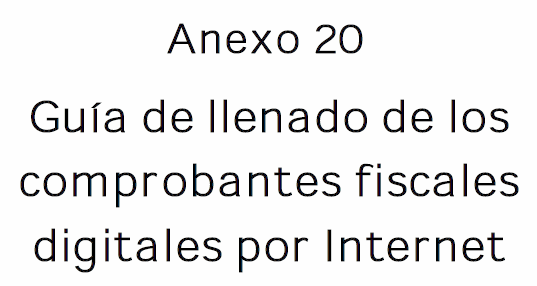 Anexo 20
Guía de llenado de los
comprobantes fiscales
digitales por Internet